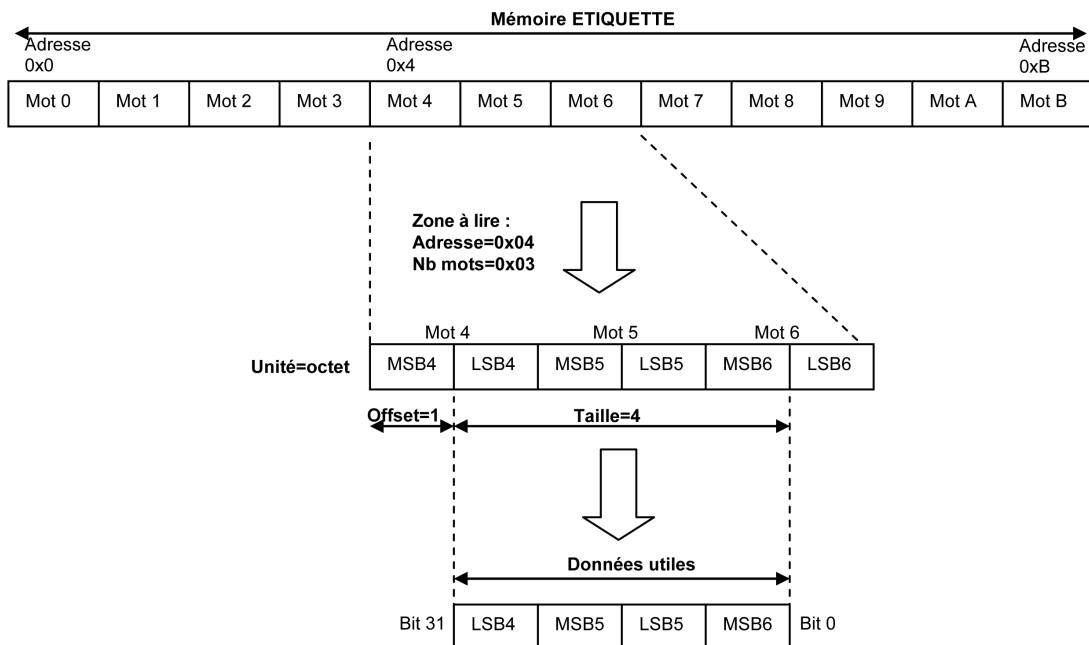 Mémoire ETIQUETTE
Adresse Adresse Adresse
0x0 0x4 0xB
Mot 0 Mot 1 Mot 2 Mot 3 Mot 4 Mot 5 Mot 6 Mot 7 Mot 8 Mot 9 Mot A Mot B
Zone à lire :
Adresse=0x04
Nb mots=0x03
Mot 4 Mot 5 Mot 6
Unité=octet MSB4 LSB4 MSB5 LSB5 MSB6 LSB6
Offset=1 Taille=4
Données utiles
Bit 31 LSB4 MSB5 LSB5 MSB6 Bit 0